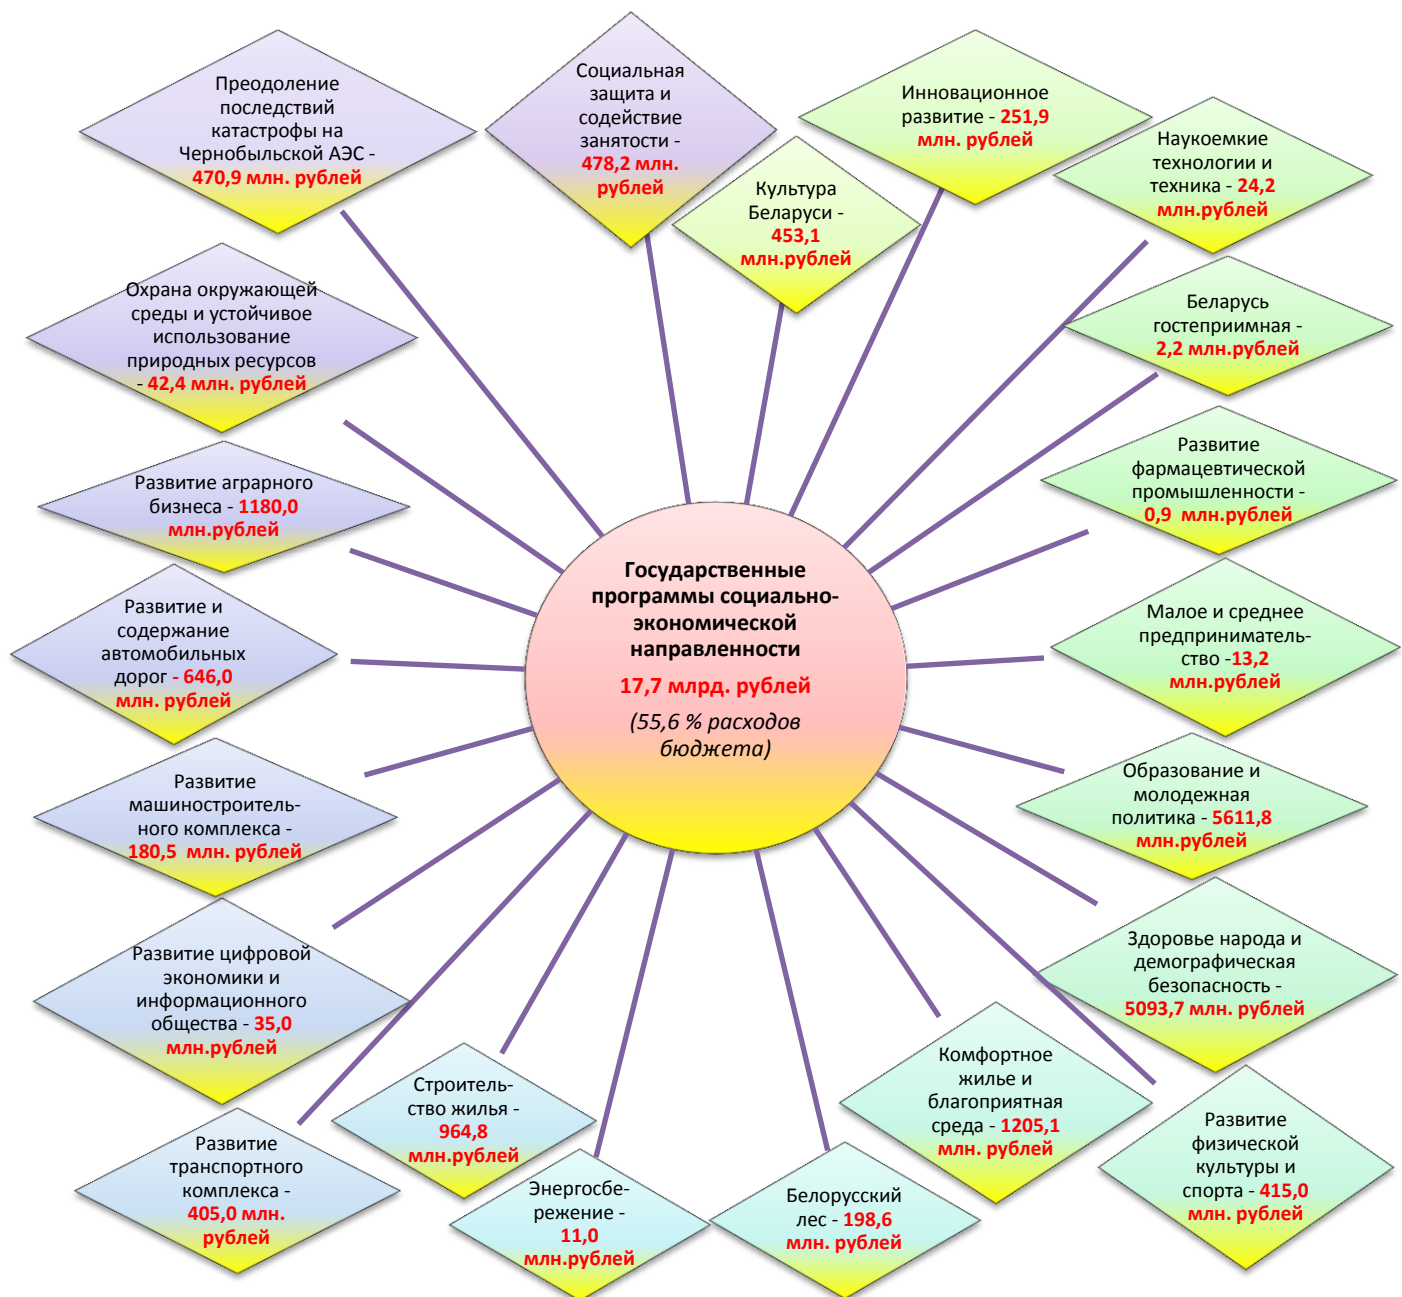 Преодоление
последствий
катастрофы на
Чернобыльской АЭС -
470,9 млн. рублей
Социальная
защита и
содействие
занятости -
478,2 млн.
рублей
Культура
Беларуси -
453,1
млн.рублей
Инновационное
развитие - 251,9
млн. рублей
Наукоемкие
технологии и
техника - 24,2
млн.рублей
Беларусь
гостеприимная -
2,2 млн.рублей
Развитие
фармацевтической
промышленности -
0,9 млн.рублей
Малое и среднее
предприниматель-
ство -13,2
млн.рублей
Образование и
молодежная
политика - 5611,8
млн.рублей
Здоровье народа и
демографическая
безопасность -
5093,7 млн. рублей
Развитие
физической
культуры и
спорта - 415,0
млн. рублей
Комфортное
жилье и
благоприятная
среда - 1205,1
млн. рублей
Белорусский
лес - 198,6
млн. рублей
Энергосбе-
режение -
11,0
млн.рублей
Строитель-
ство жилья -
964,8
млн.рублей
Развитие
транспортного
комплекса -
405,0 млн.
рублей
Развитие цифровой
экономики и
информационного
общества - 35,0
млн.рублей
Развитие
машиностроитель-
ного комплекса -
180,5 млн. рублей
Развитие и
содержание
автомобильных
дорог - 646,0
млн. рублей
Развитие аграрного
бизнеса - 1180,0
млн.рублей
Охрана окружающей
среды и устойчивое
использование
природных ресурсов
- 42,4 млн. рублей
Государственные
программы социально-
экономической
направленности
17,7 млрд. рублей
(55,6 % расходов
бюджета)